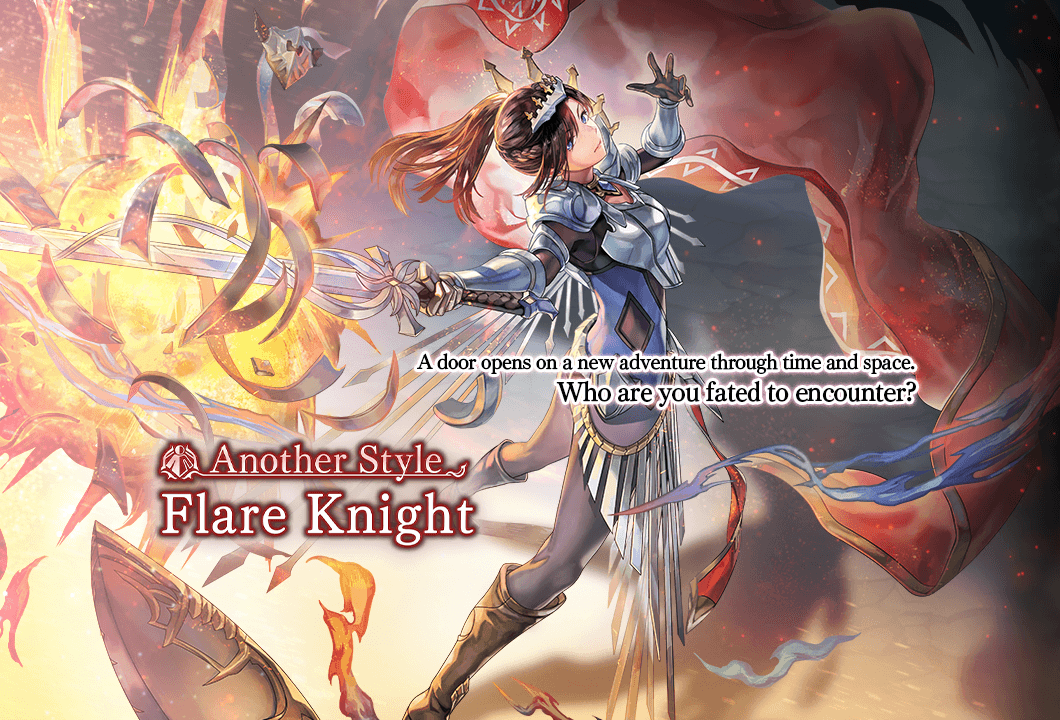 A door opens on a new adventure through time and space.
Who are you fated to encounter?
Another Style
Flare Knight